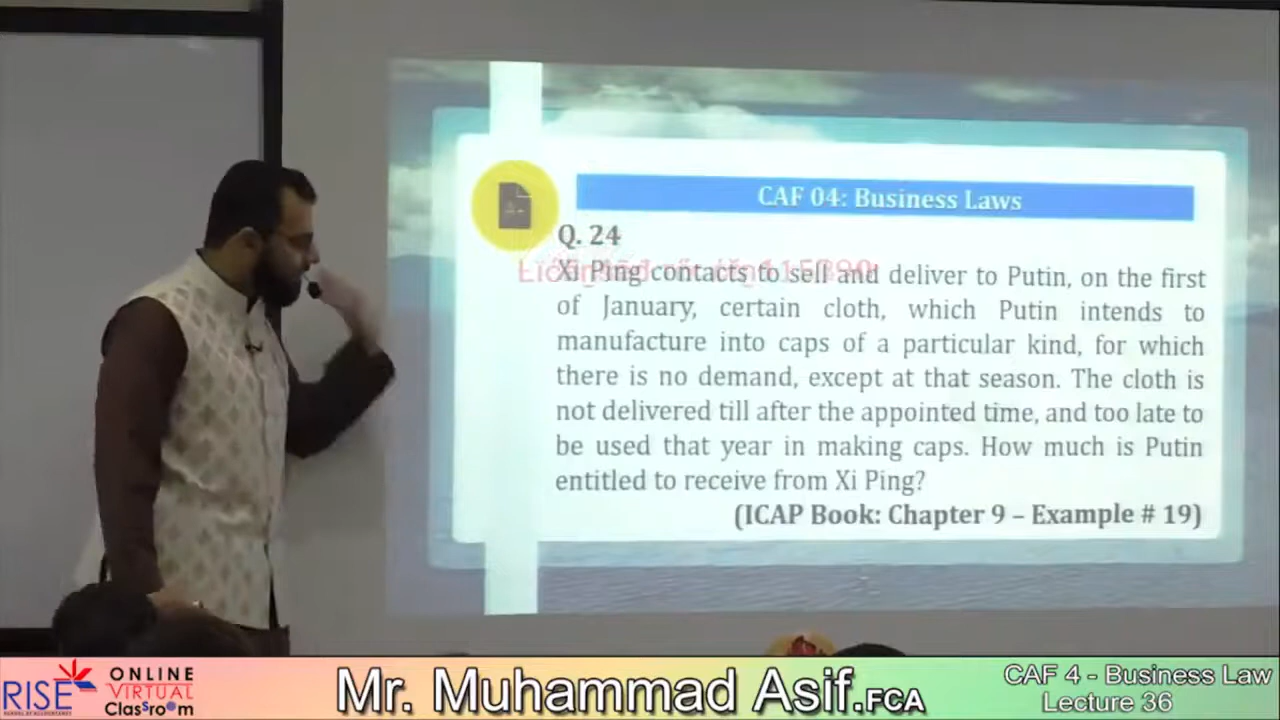 CAF 04: Business Laws
Q. 24
Xi Ping contacts to sell and deliver to Putin, on the first
of January, certain cloth, which Putin intends to
manufacture into caps of a particular kind, for which
there is no demand, except at that season. The cloth is
not delivered till after the appointed time, and too late to
be used that year in making caps. How much is Putin
entitled to receive from Xi Ping?
(ICAP Book: Chapter 9 – Example # 19)
RISE
ONLINE
VIRTUAL
Classroom
Mr. Muhammad Asif.FCA
CAF 4 - Business Law
Lecture 36